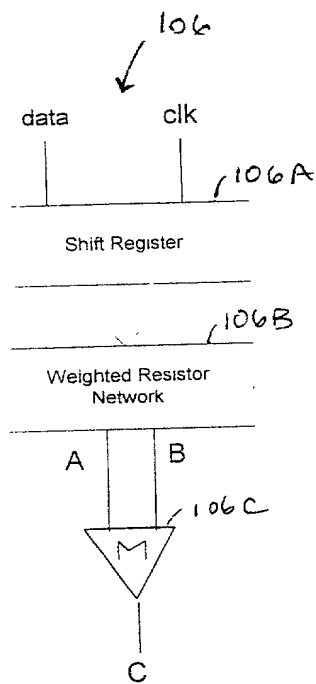 106
data clk
106A
Shift Register
106B
Weighted Resistor
Network
A B
106C
M
C